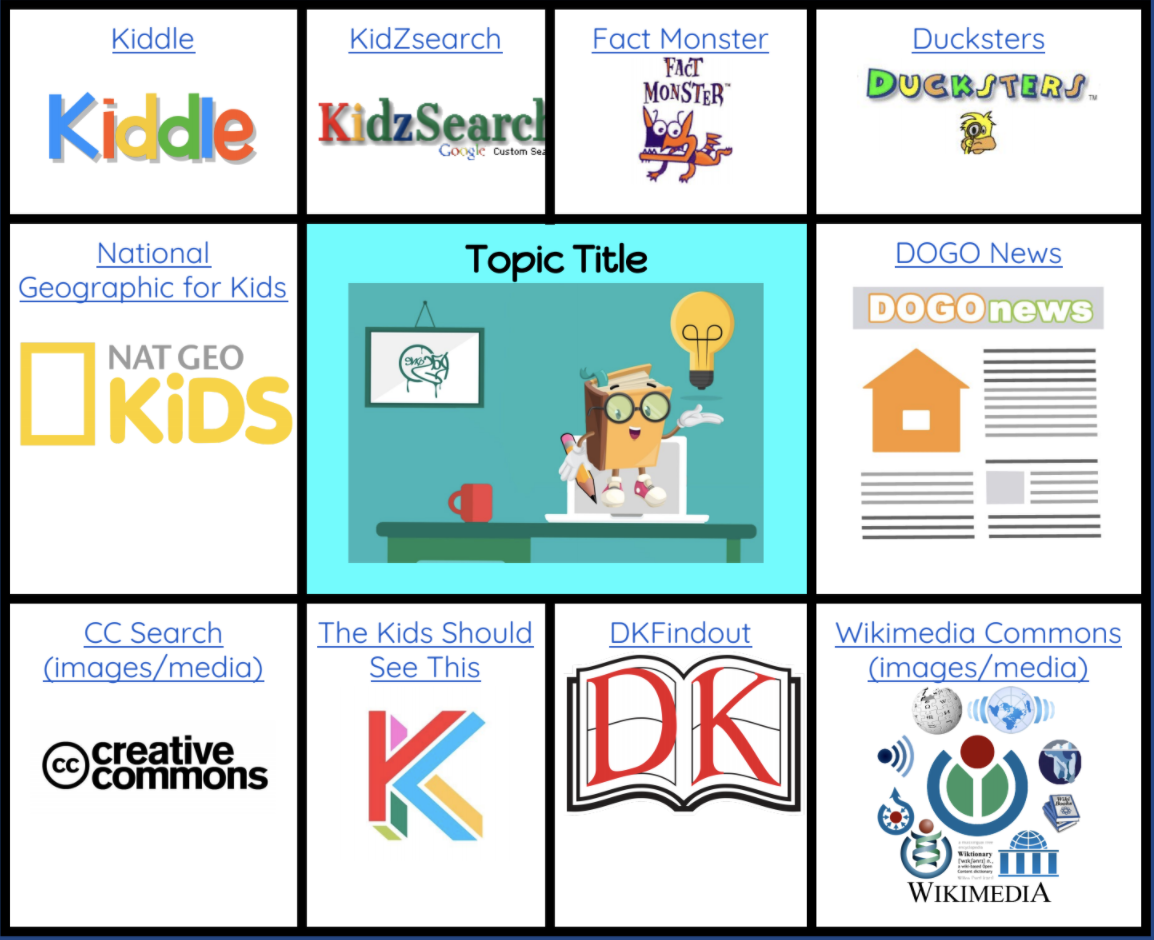 Kiddle
Kiddle
KidZsearch
KidzSearch
Google Custom Sea
Fact Monster
FACT
MONSTER™
Ducksters
DUCKSTERS™
National
Geographic for Kids
NAT GEO
KiDS
Topic Title
DOGO News
DOGOnews
CC Search
(images/media)
cc creative
commons
The Kids Should
See This
K
DKFindout
DK
Wikimedia Commons
(images/media)
Wiktionary
WIKIMEDIA